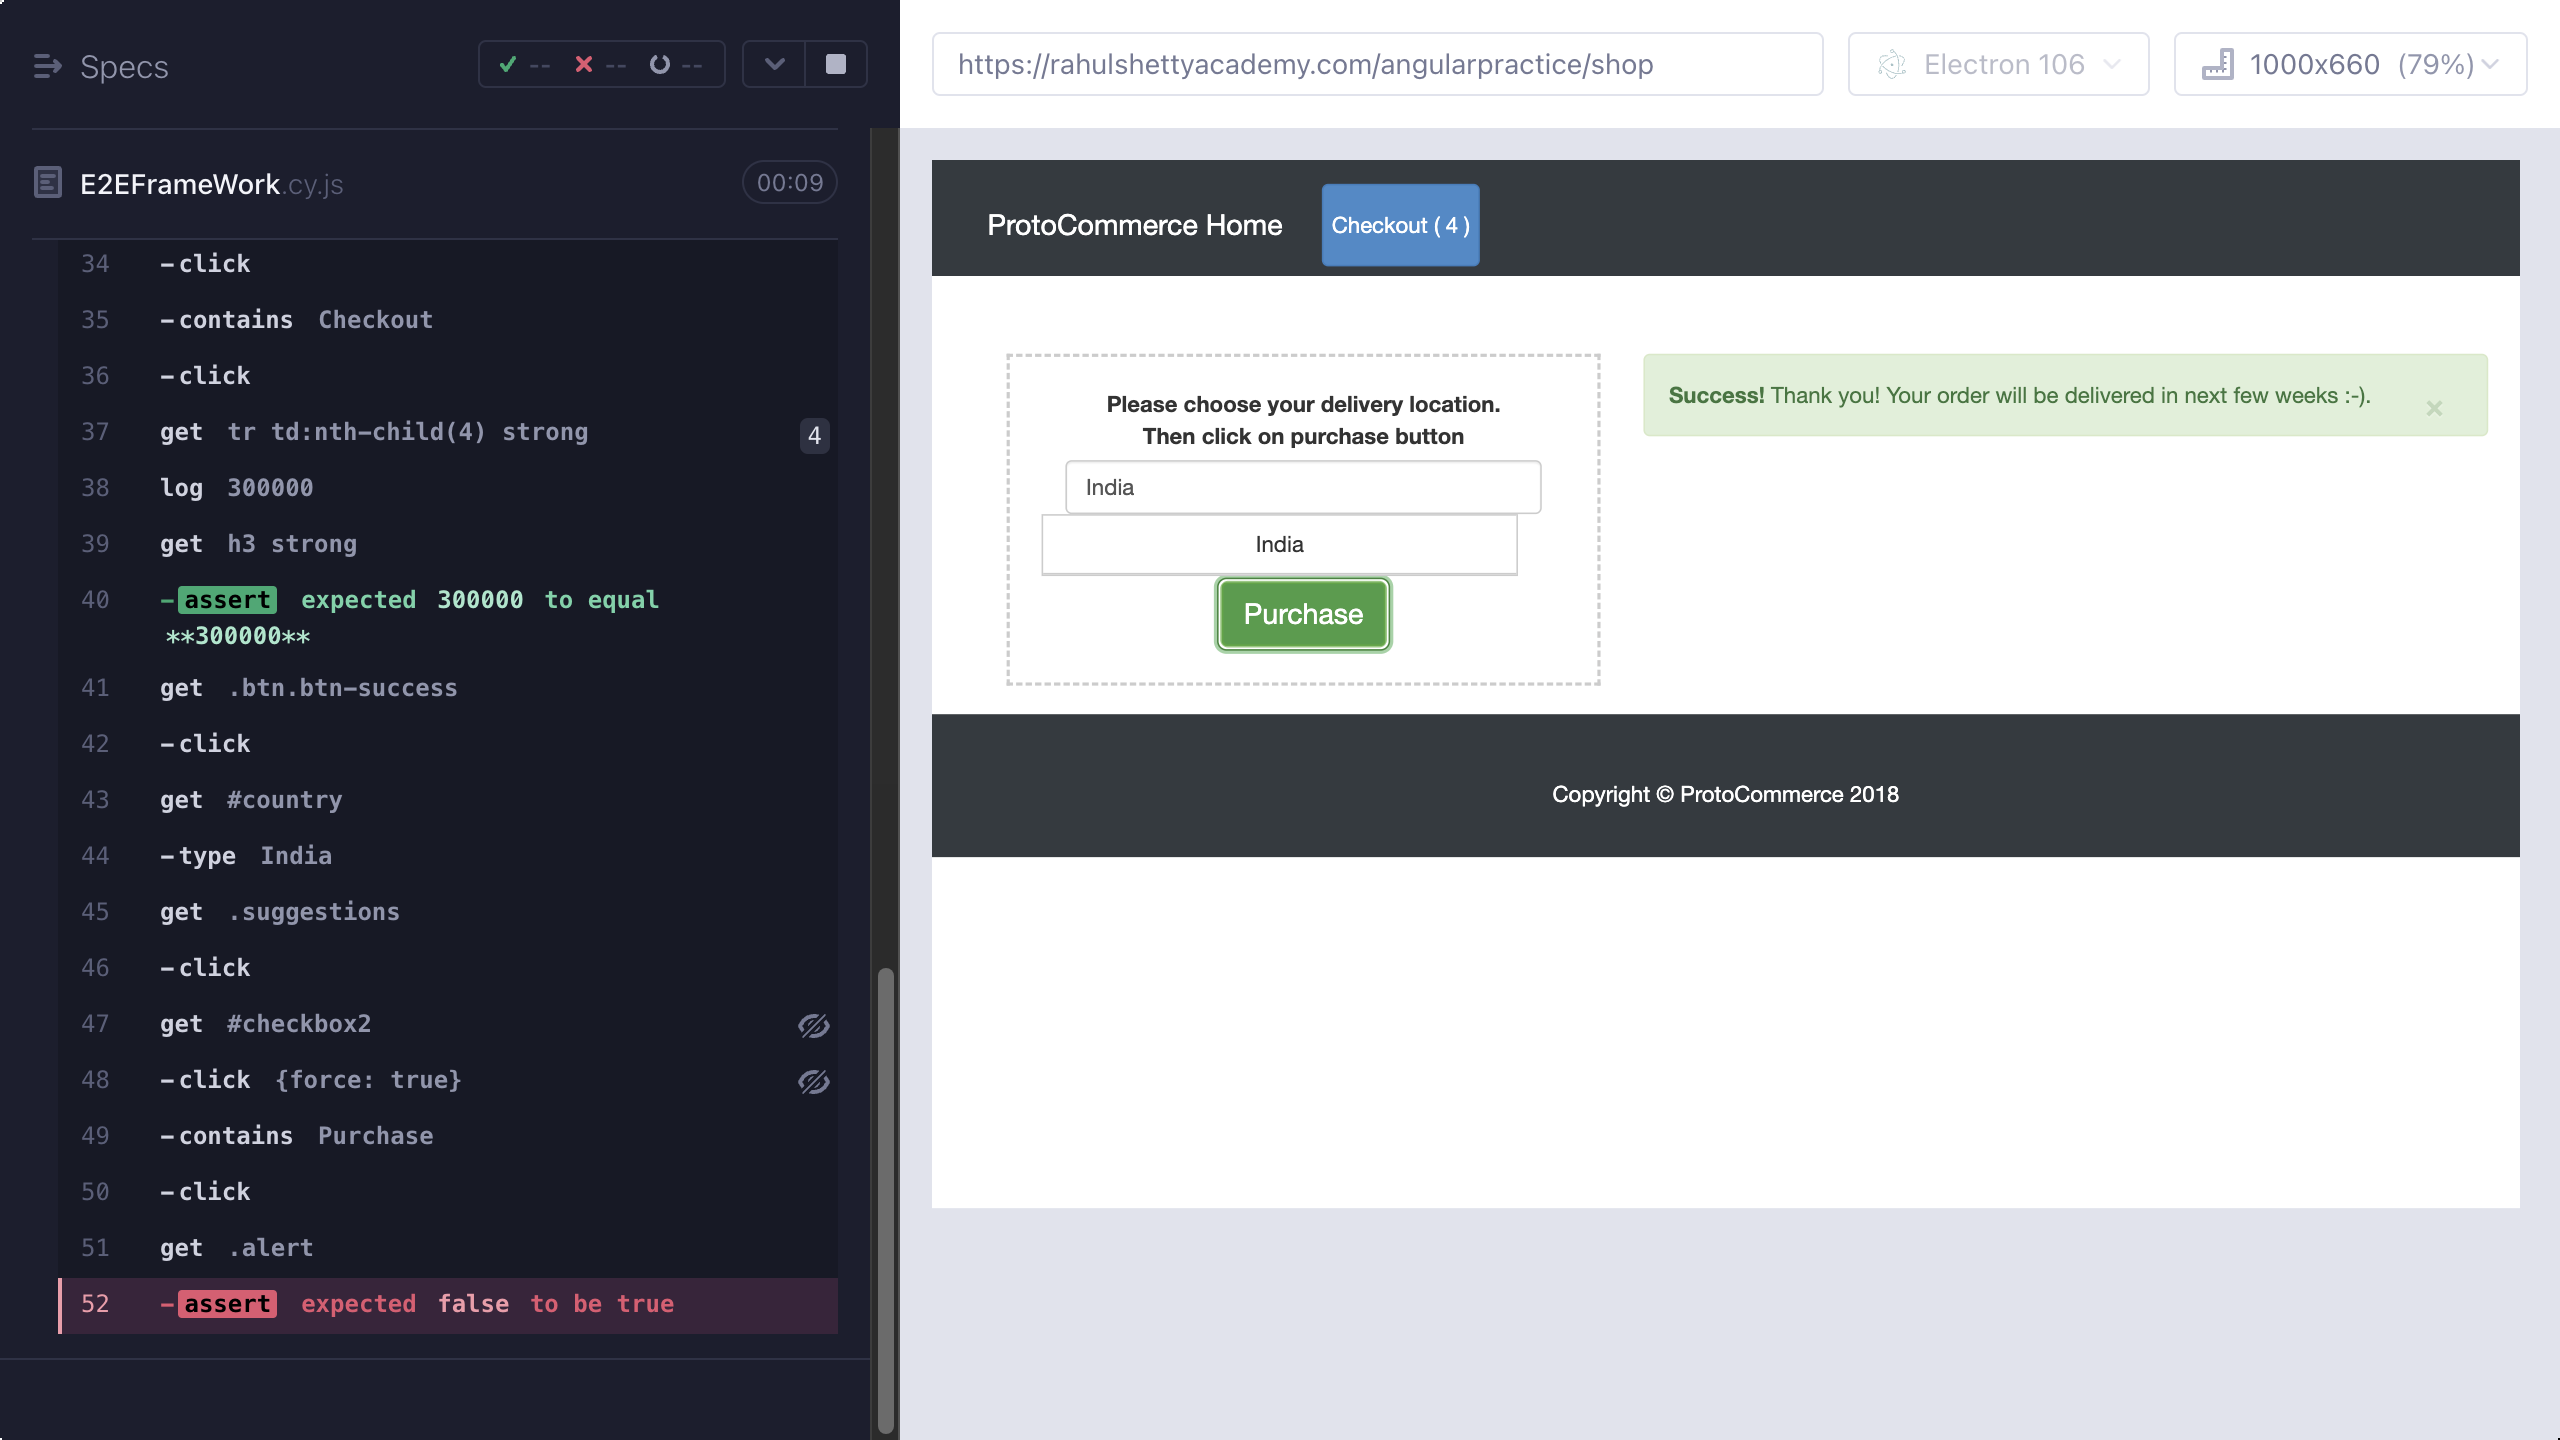 Specs
-- -- --
E2EFrameWork.cy.js
00:09
34 -click
35 -contains Checkout
36 -click
37 get tr td:nth-child(4) strong 4
38 log 300000
39 get h3 strong
40 -assert expected 300000 to equal
**300000**
41 get .btn.btn-success
42 -click
43 get #country
44 -type India
45 get .suggestions
46 -click
47 get #checkbox2
48 -click {force: true}
49 -contains Purchase
50 -click
51 get .alert
52 -assert expected false to be true
https://rahulshettyacademy.com/angularpractice/shop
Electron 106
1000x660 (79%)
ProtoCommerce Home
Checkout ( 4 )
Please choose your delivery location.
Then click on purchase button
India
India
Purchase
Success! Thank you! Your order will be delivered in next few weeks :-).
×
Copyright © ProtoCommerce 2018